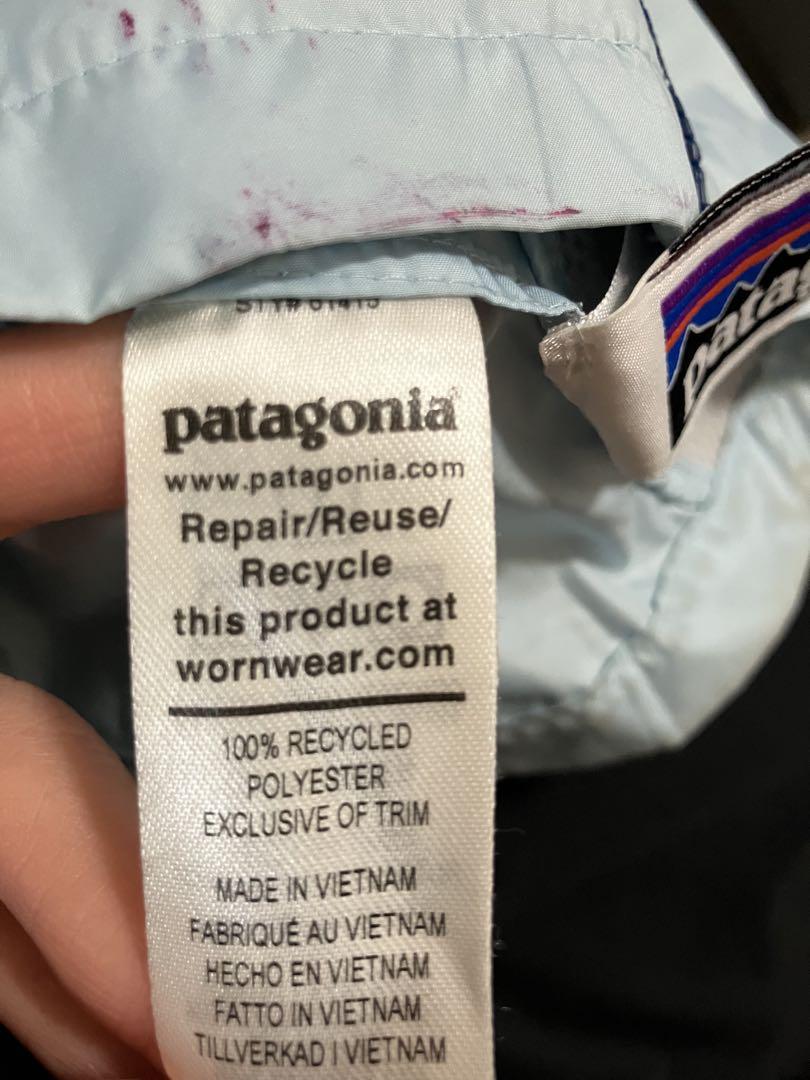 patagonia
www.patagonia.com
Repair/Reuse/
Recycle
this product at
wornwear.com
100% RECYCLED
POLYESTER
EXCLUSIVE OF TRIM
MADE IN VIETNAM
FABRIQUÉ AU VIETNAM
HECHO EN VIETNAM
FATTO IN VIETNAM
TILLVERKAD I VIETNAM
patag